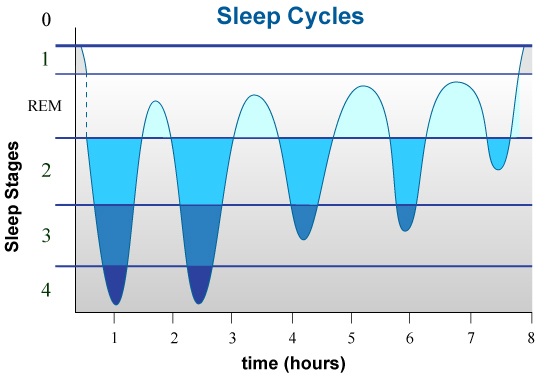 Sleep Cycles
0
1
REM
2
3
4
Sleep Stages
1 2 3 4 5 6 7 8
time (hours)